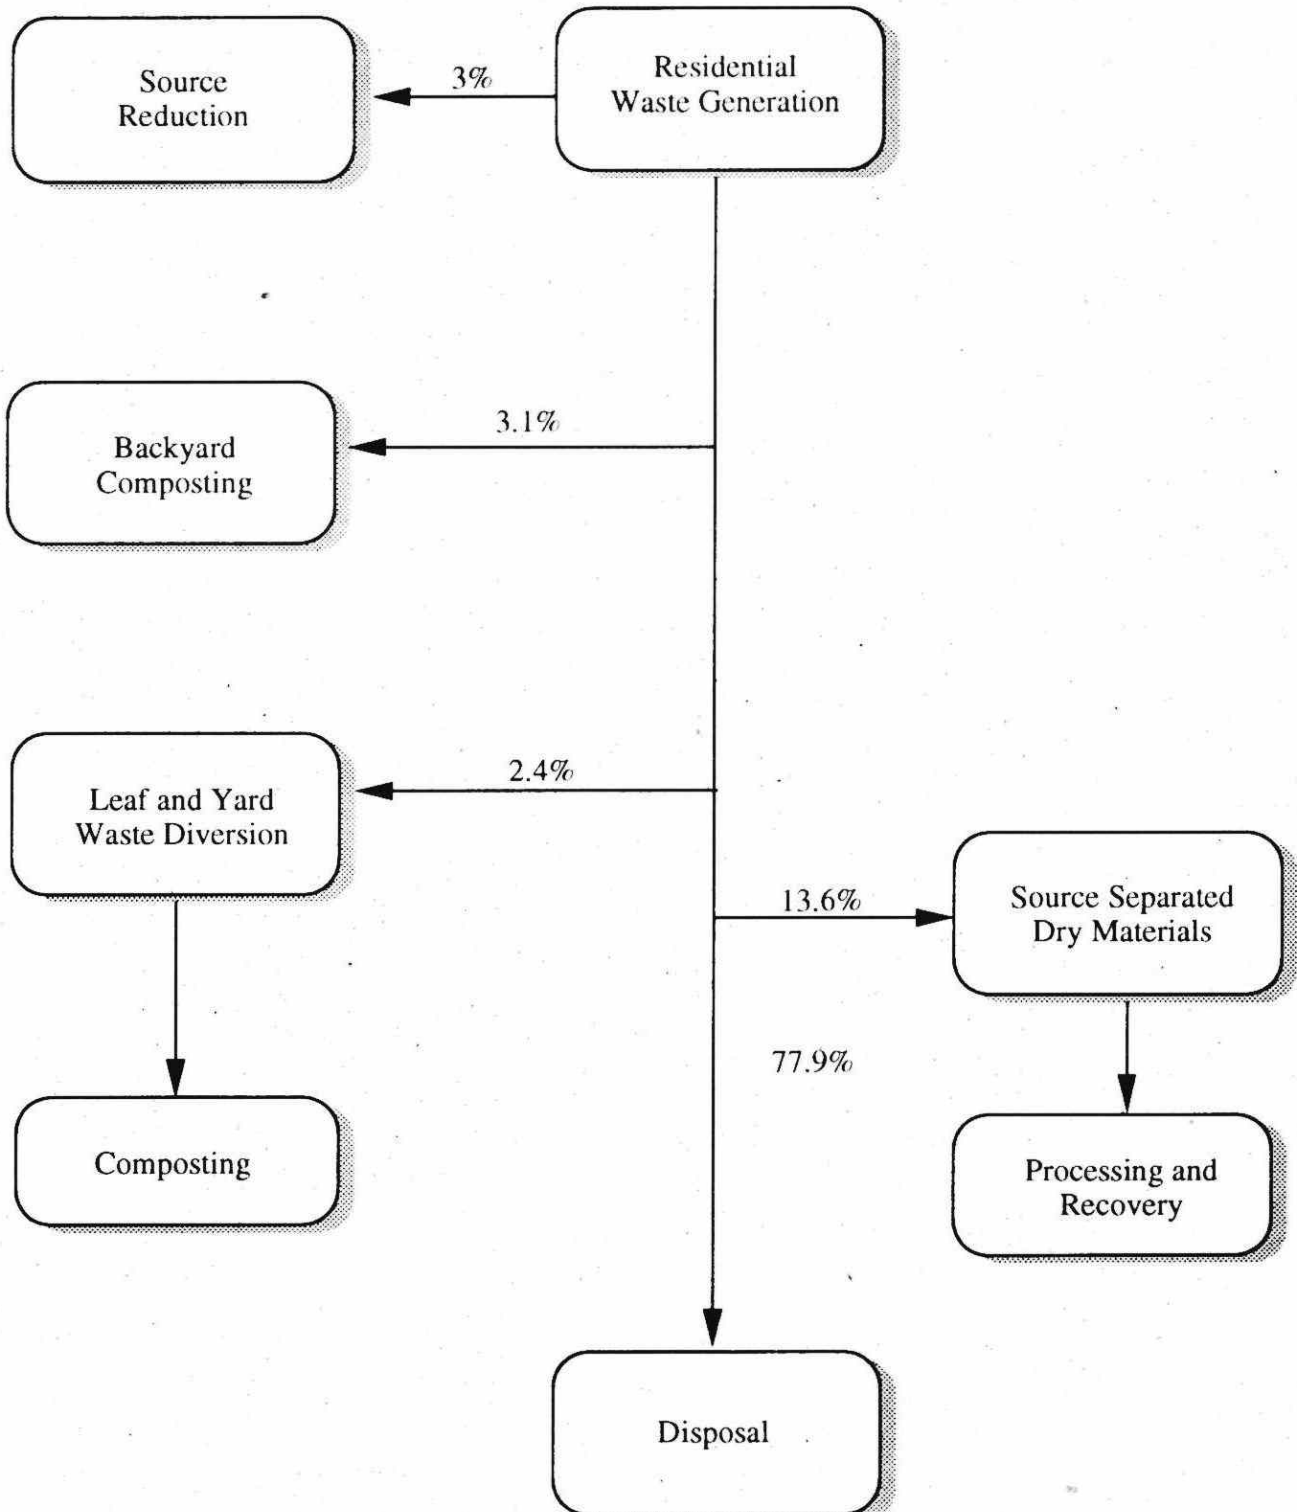 Source
Reduction
3%
Residential
Waste Generation
Backyard
Composting
3.1%
Leaf and Yard
Waste Diversion
2.4%
13.6%
Source Separated
Dry Materials
77.9%
Composting
Processing and
Recovery
Disposal